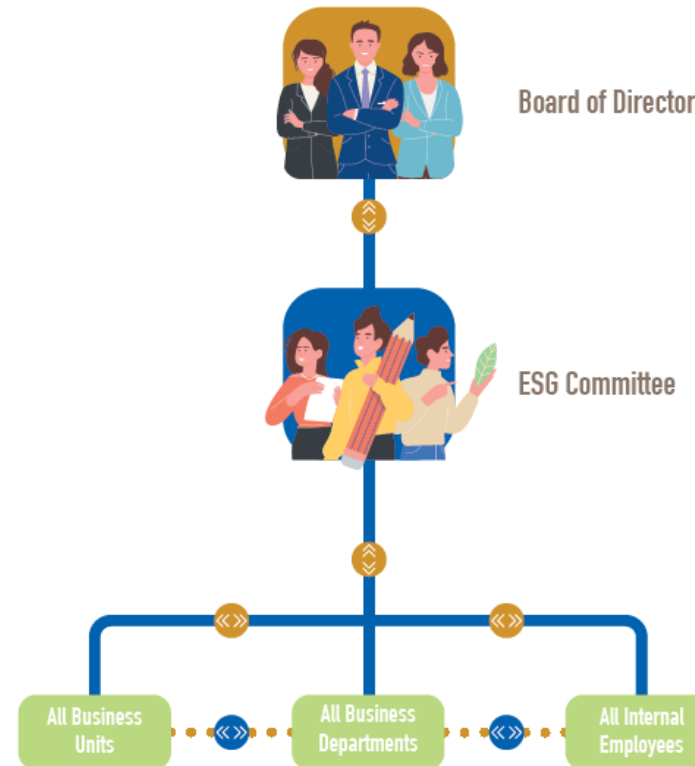 Board of Director
ESG Committee
All Business
Units
All Business
Departments
All Internal
Employees